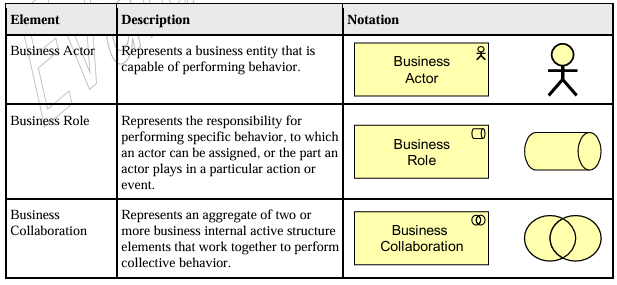 Element Description Notation
Business Actor
Represents a business entity that is
capable of performing behavior.
Business
Actor
Business Role
Represents the responsibility for
performing specific behavior, to which
an actor can be assigned, or the part an
actor plays in a particular action or
event.
Business
Role
Business
Collaboration
Represents an aggregate of two or
more business internal active structure
elements that work together to perform
collective behavior.
Business
Collaboration